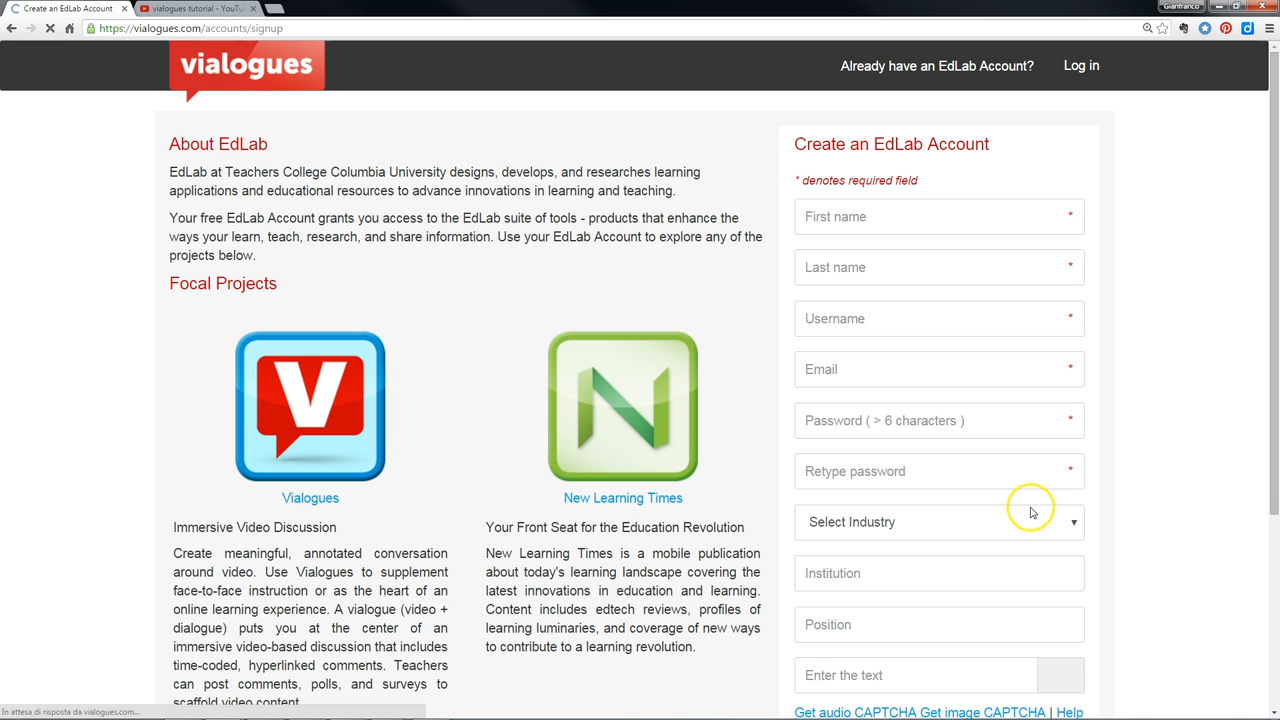 Create an EdLab Account
vialogues tutorial - YouTu
Gianfranco
https://vialogues.com/accounts/signup
vialogues
Already have an EdLab Account?
Log in
About EdLab
EdLab at Teachers College Columbia University designs, develops, and researches learning
applications and educational resources to advance innovations in learning and teaching.
Your free EdLab Account grants you access to the EdLab suite of tools - products that enhance the
ways your learn, teach, research, and share information. Use your EdLab Account to explore any of the
projects below.
Focal Projects
V
Vialogues
Immersive Video Discussion
Create meaningful, annotated conversation
around video. Use Vialogues to supplement
face-to-face instruction or as the heart of an
online learning experience. A vialogue (video +
dialogue) puts you at the center of an
immersive video-based discussion that includes
time-coded, hyperlinked comments. Teachers
can post comments, polls, and surveys to
scaffold video content.
N
New Learning Times
Your Front Seat for the Education Revolution
New Learning Times is a mobile publication
about today's learning landscape covering the
latest innovations in education and learning.
Content includes edtech reviews, profiles of
learning luminaries, and coverage of new ways
to contribute to a learning revolution.
Create an EdLab Account
* denotes required field
First name *
Last name *
Username *
Email *
Password ( > 6 characters ) *
Retype password *
Select Industry
Institution
Position
Enter the text
Get audio CAPTCHA Get image CAPTCHA | Help
In attesa di risposta da vialogues.com...